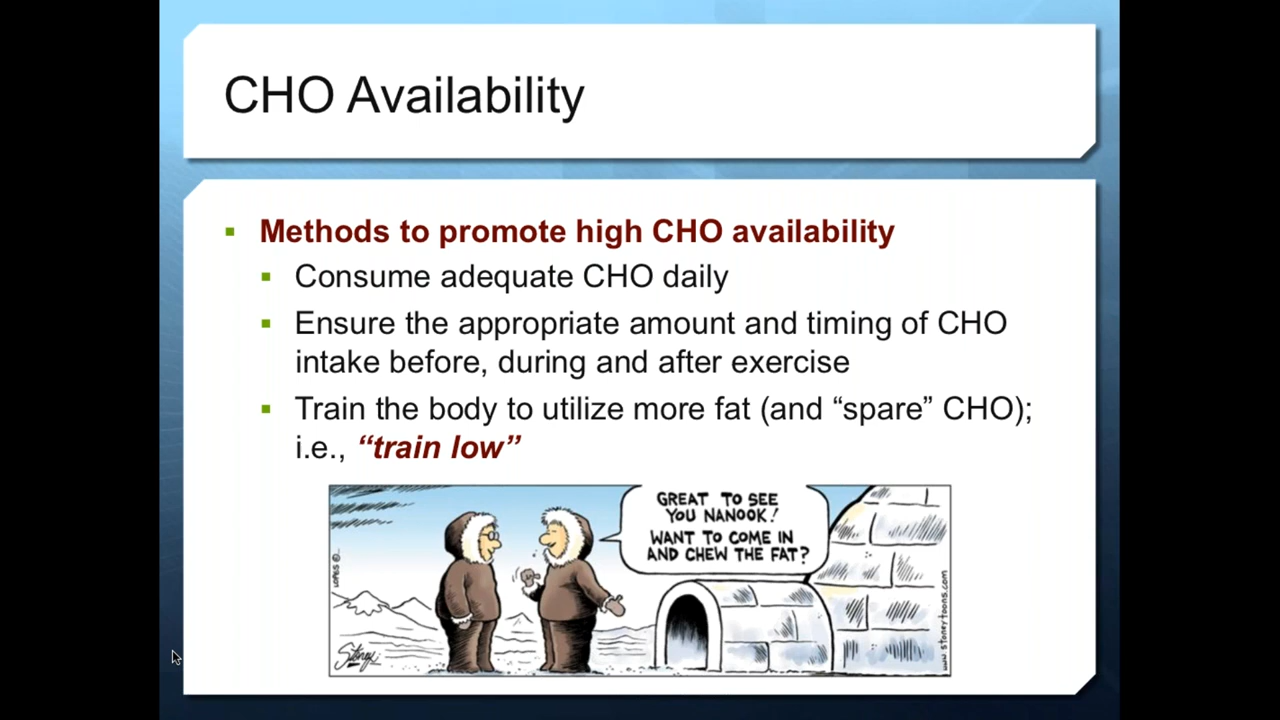 CHO Availability
Methods to promote high CHO availability
Consume adequate CHO daily
Ensure the appropriate amount and timing of CHO
intake before, during and after exercise
Train the body to utilize more fat (and “spare” CHO);
i.e., “train low”
GREAT TO SEE
YOU NANOOK!
WANT TO COME IN
AND CHEW THE FAT?
LOPES ©
Stoney
www.stoneytoons.com